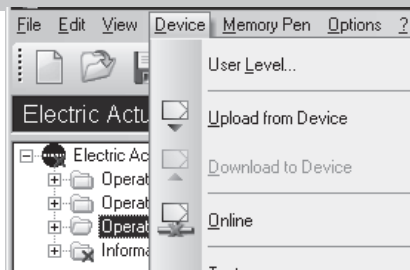 File Edit View Device Memory Pen Options ?
User Level...
Electric Actu
Upload from Device
Electric Ac
Download to Device
Operat
Operat
Online
Operat
Informa